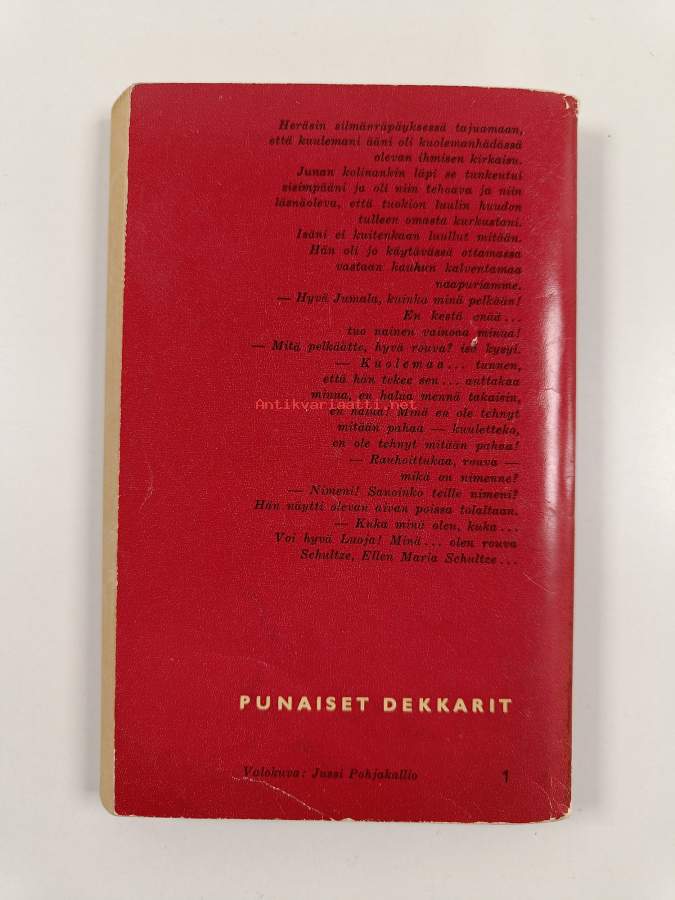 Heräsin silmänräpäyksessä tajuamaan,
että kuulemani ääni oli kuolemanhädässä
olevan ihmisen kirkaisu.
Junan kolinankin läpi se tunkeutui
sisimpääni ja oli niin tehoava ja niin
läsnäoleva, että tuokion luulin huudon
tulleen omasta kurkustani.
Isäni ei kuitenkaan luullut mitään.
Hän oli jo käytävässä ottamassa
vastaan kauhun kalventamaa
naapuriamme.
— Hyvä Jumala, kuinka minä pelkään!
En kestä enää...
tuo nainen vainoaa minua!
— Mitä pelkäätte, hyvä rouva? isä kysyi.
— Kuolemaa... tunnen,
että hän tekee sen... auttakaa
minua, en halua mennä takaisin,
Antikvariaatti.net
en halua! Minä en ole tehnyt
mitään pahaa — kuuletteko,
en ole tehnyt mitään pahaa!
— Rauhoittukaa, rouva —
mikä on nimenne?
— Nimeni! Sanoinko teille nimeni?
Hän näytti olevan aivan poissa tolaltaan.
— Kuka minä olen, kuka...
Voi hyvä Luoja! Minä... olen rouva
Schultze, Ellen Maria Schultze...
PUNAISET DEKKARIT
Valokuva: Jussi Pohjakallio 1